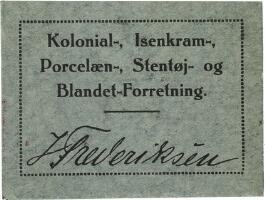 Kolonial-, Isenkram-,
Porcelæn-, Stentøj- og
Blandet-Forretning.
J. Frederiksen